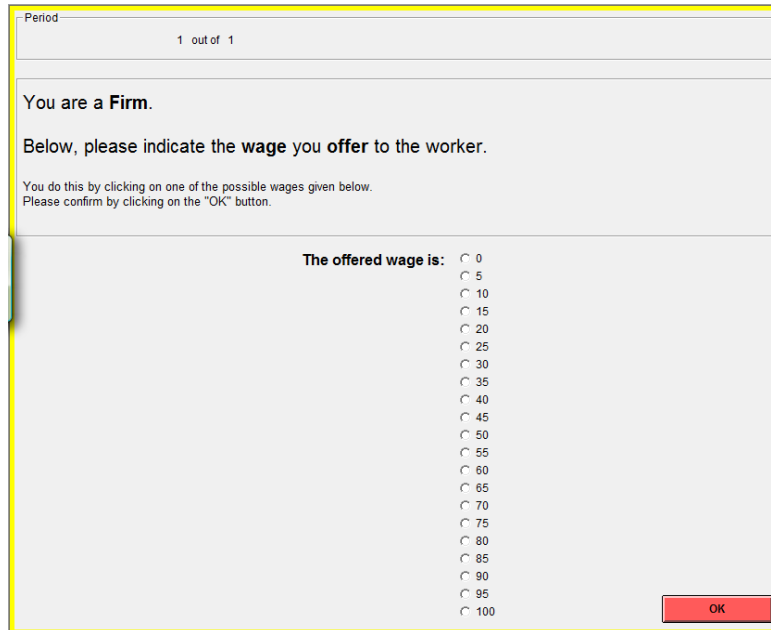 Period
1 out of 1
You are a Firm.
Below, please indicate the wage you offer to the worker.
You do this by clicking on one of the possible wages given below.
Please confirm by clicking on the "OK" button.
The offered wage is:
0
5
10
15
20
25
30
35
40
45
50
55
60
65
70
75
80
85
90
95
100
OK